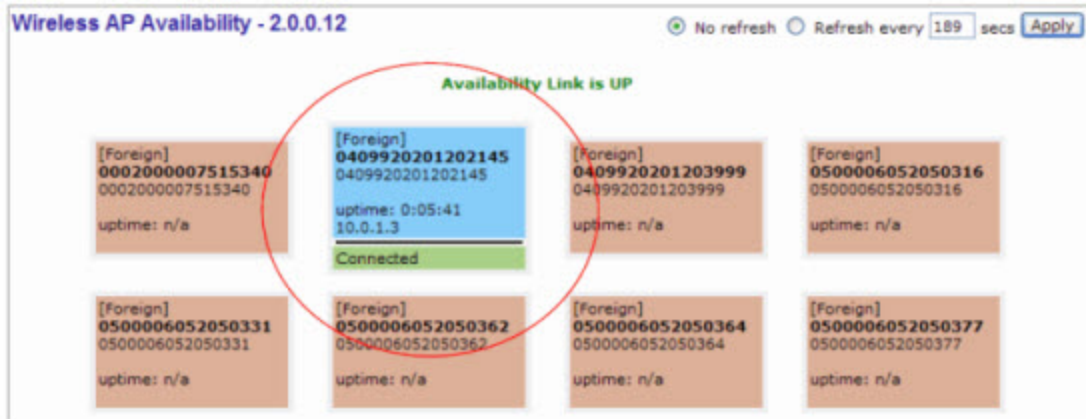 Wireless AP Availability - 2.0.0.12
No refresh Refresh every 189 secs Apply
Availability Link is UP
[Foreign]
0002000007515340
0002000007515340
uptime: n/a
[Foreign]
0409920201202145
0409920201202145
uptime: 0:05:41
10.0.1.3
Connected
[Foreign]
0409920201203999
0409920201203999
uptime: n/a
[Foreign]
0500006052050316
0500006052050316
uptime: n/a
[Foreign]
0500006052050331
0500006052050331
uptime: n/a
[Foreign]
0500006052050362
0500006052050362
uptime: n/a
[Foreign]
0500006052050364
0500006052050364
uptime: n/a
[Foreign]
0500006052050377
0500006052050377
uptime: n/a